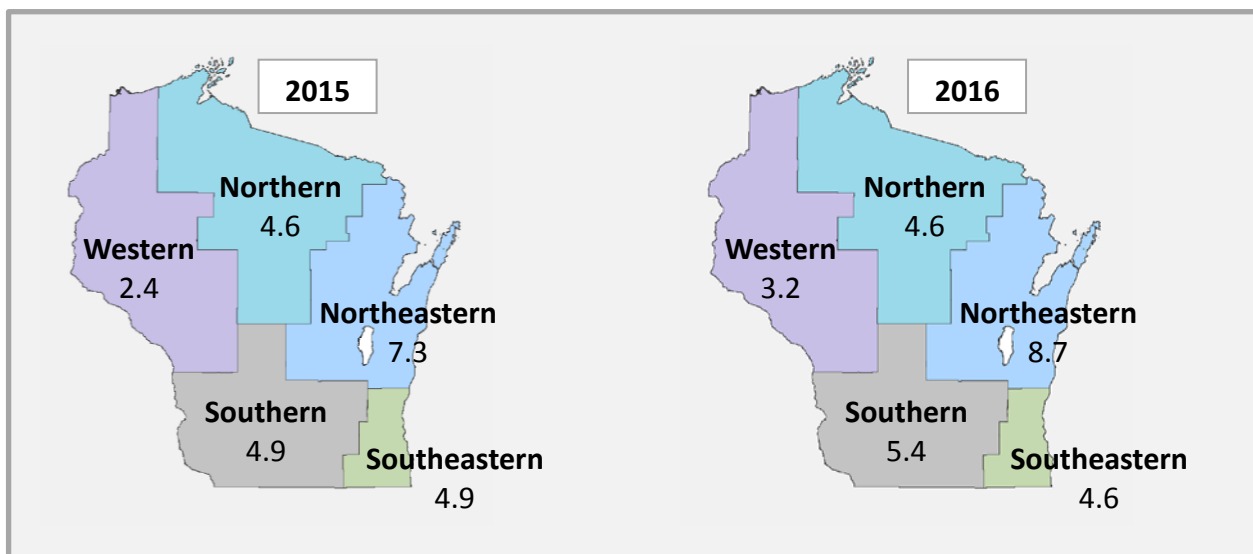 2015
Northern
4.6
Western
2.4
Northeastern
7.3
Southern
4.9
Southeastern
4.9
2016
Northern
4.6
Western
3.2
Northeastern
8.7
Southern
5.4
Southeastern
4.6